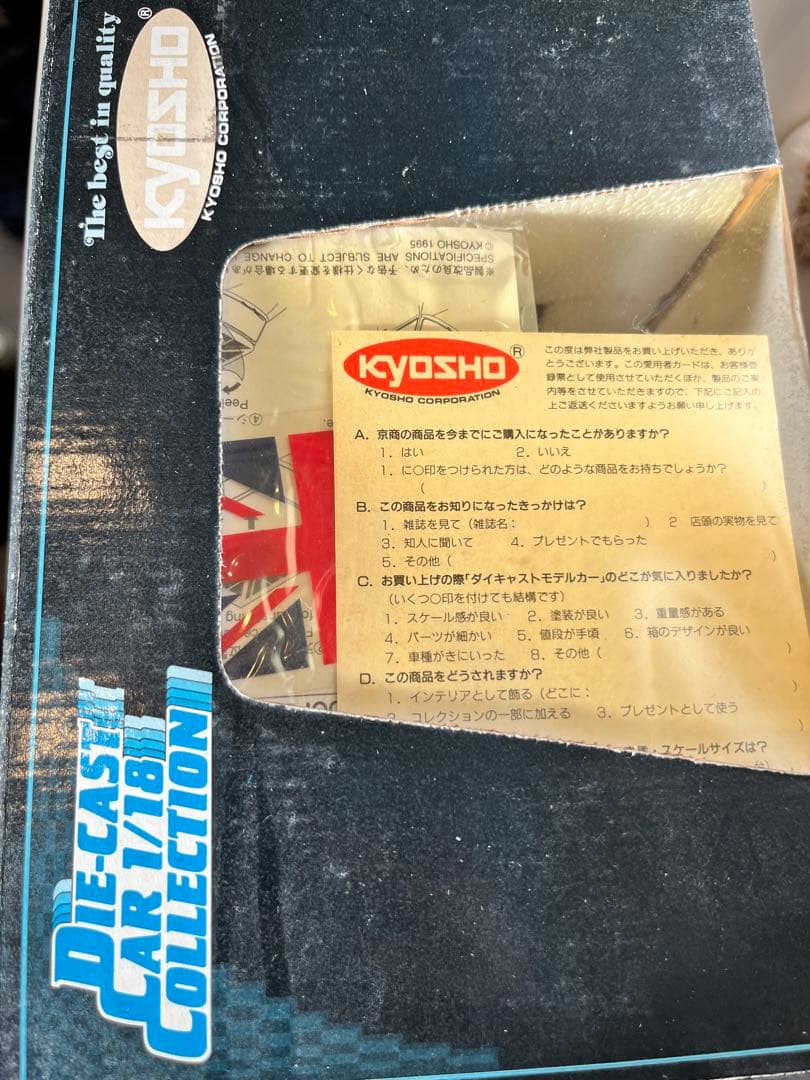 The best in quality
KYOSHO ®
KYOSHO CORPORATION
DIE-CAST
CAR 1/18
COLLECTION
© KYOSHO 1995
SPECIFICATIONS ARE SUBJECT TO CHANGE
※製品改良のため、予告なく仕様を変更する場合があ
Peel
④シー
KYOSHO ®
KYOSHO CORPORATION
この度は弊社製品をお買い上げいただき、ありが
とうございます。この愛用者カードは、お客様登
録票として使用させていただくほか、製品のご案
内等をさせていただきますので、下記にご記入の
上ご返送くださいますようお願い申し上げます。
A. 京商の商品を今までにご購入になったことがありますか?
1. はい 2. いいえ
1. に○印をつけられた方は、どのような商品をお持ちでしょうか?
( )
B. この商品をお知りになったきっかけは?
1. 雑誌を見て(雑誌名: ) 2 店頭の実物を見て
3. 知人に聞いて 4. プレゼントでもらった
5. その他( )
C. お買い上げの際「ダイキャストモデルカー」のどこが気に入りましたか?
(いくつ○印を付けても結構です)
1. スケール感が良い 2. 塗装が良い 3. 重量感がある
4. パーツが細かい 5. 値段が手頃 6. 箱のデザインが良い
7. 車種がきにいった 8. その他( )
D. この商品をどうされますか?
1. インテリアとして飾る(どこに: )
2. コレクションの一部に加える 3. プレゼントとして使う
・スケールサイズは?